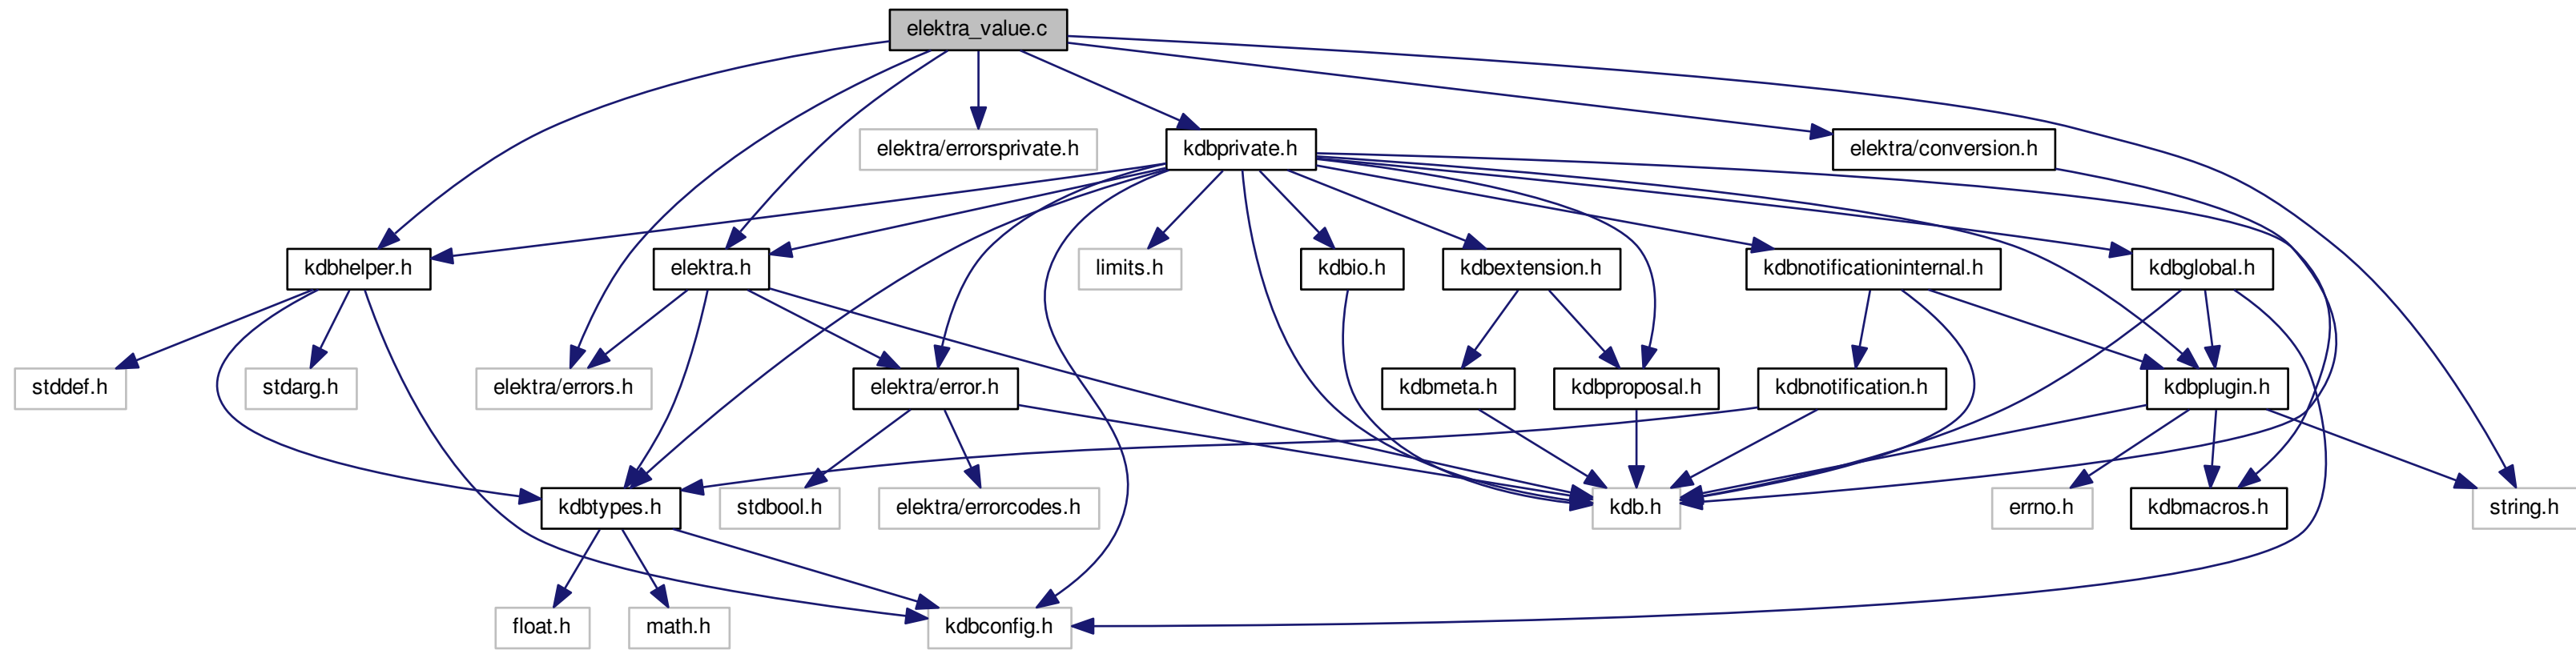 elektra_value.c
elektra/errorsprivate.h
kdbprivate.h
elektra/conversion.h
kdbhelper.h
elektra.h
limits.h
kdbio.h
kdbextension.h
kdbnotificationinternal.h
kdbglobal.h
stddef.h
stdarg.h
elektra/errors.h
elektra/error.h
kdbmeta.h
kdbproposal.h
kdbnotification.h
kdbplugin.h
kdbtypes.h
stdbool.h
elektra/errorcodes.h
kdb.h
errno.h
kdbmacros.h
string.h
float.h
math.h
kdbconfig.h